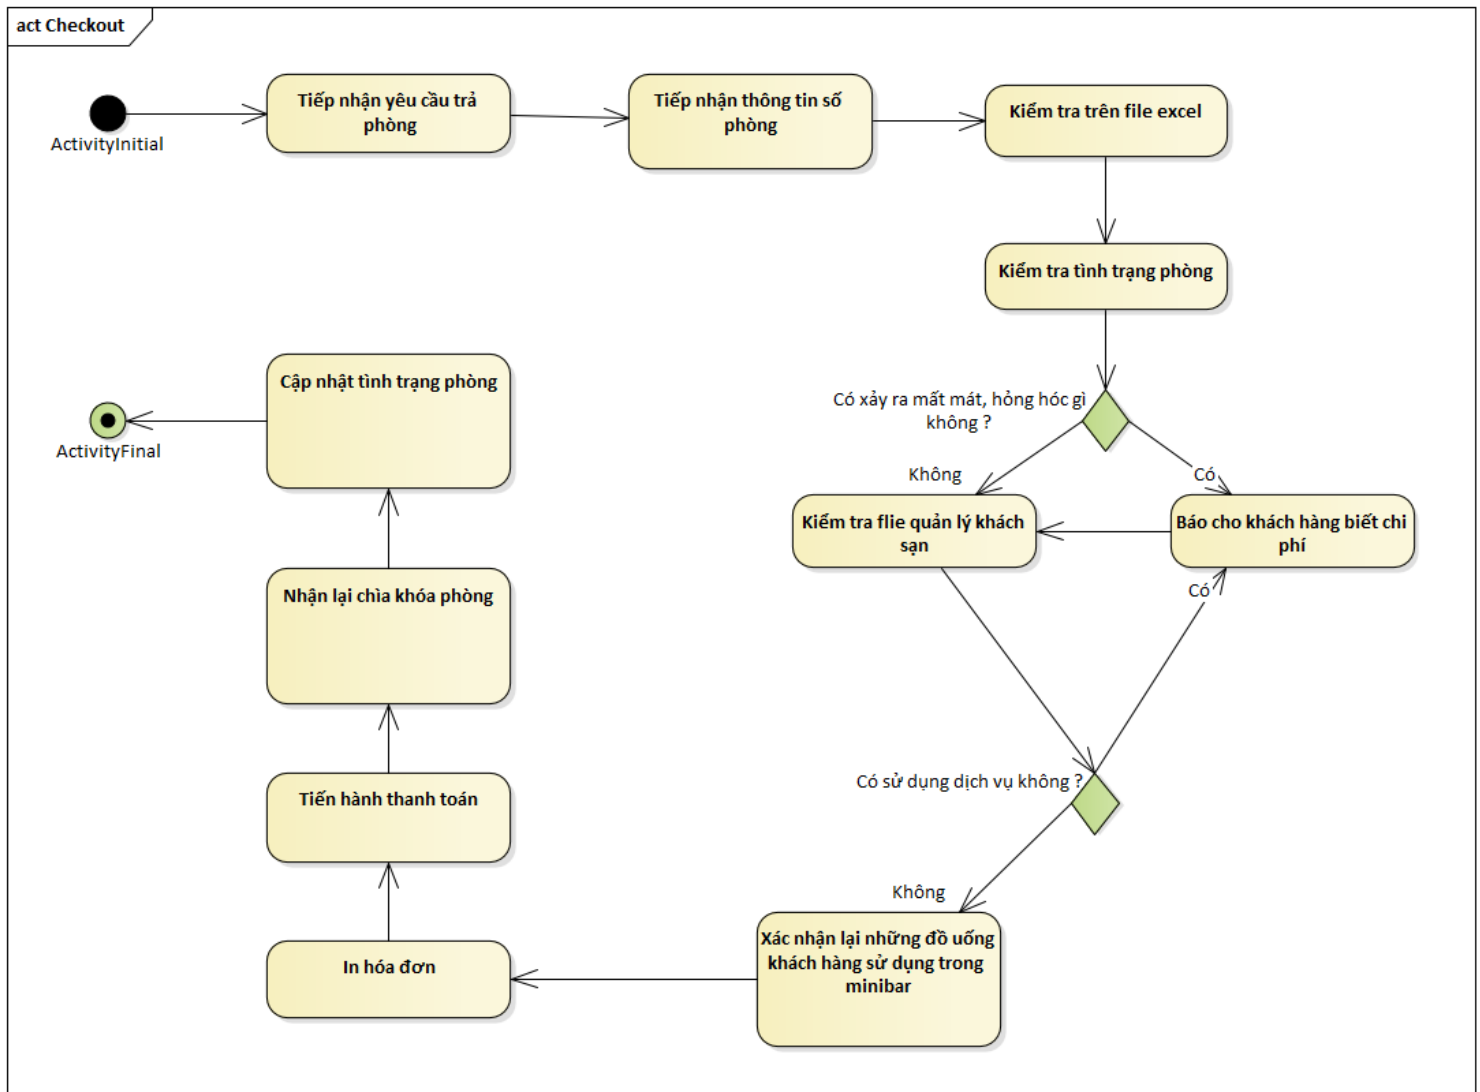 act Checkout
ActivityInitial
Tiếp nhận yêu cầu trả
phòng
Tiếp nhận thông tin số
phòng
Kiểm tra trên file excel
Kiểm tra tình trạng phòng
Có xảy ra mất mát, hỏng hóc gì
không ?
Không
Có
Kiểm tra flie quản lý khách
sạn
Báo cho khách hàng biết chi
phí
Có
Có sử dụng dịch vụ không ?
Không
Xác nhận lại những đồ uống
khách hàng sử dụng trong
minibar
In hóa đơn
Tiến hành thanh toán
Nhận lại chìa khóa phòng
Cập nhật tình trạng phòng
ActivityFinal